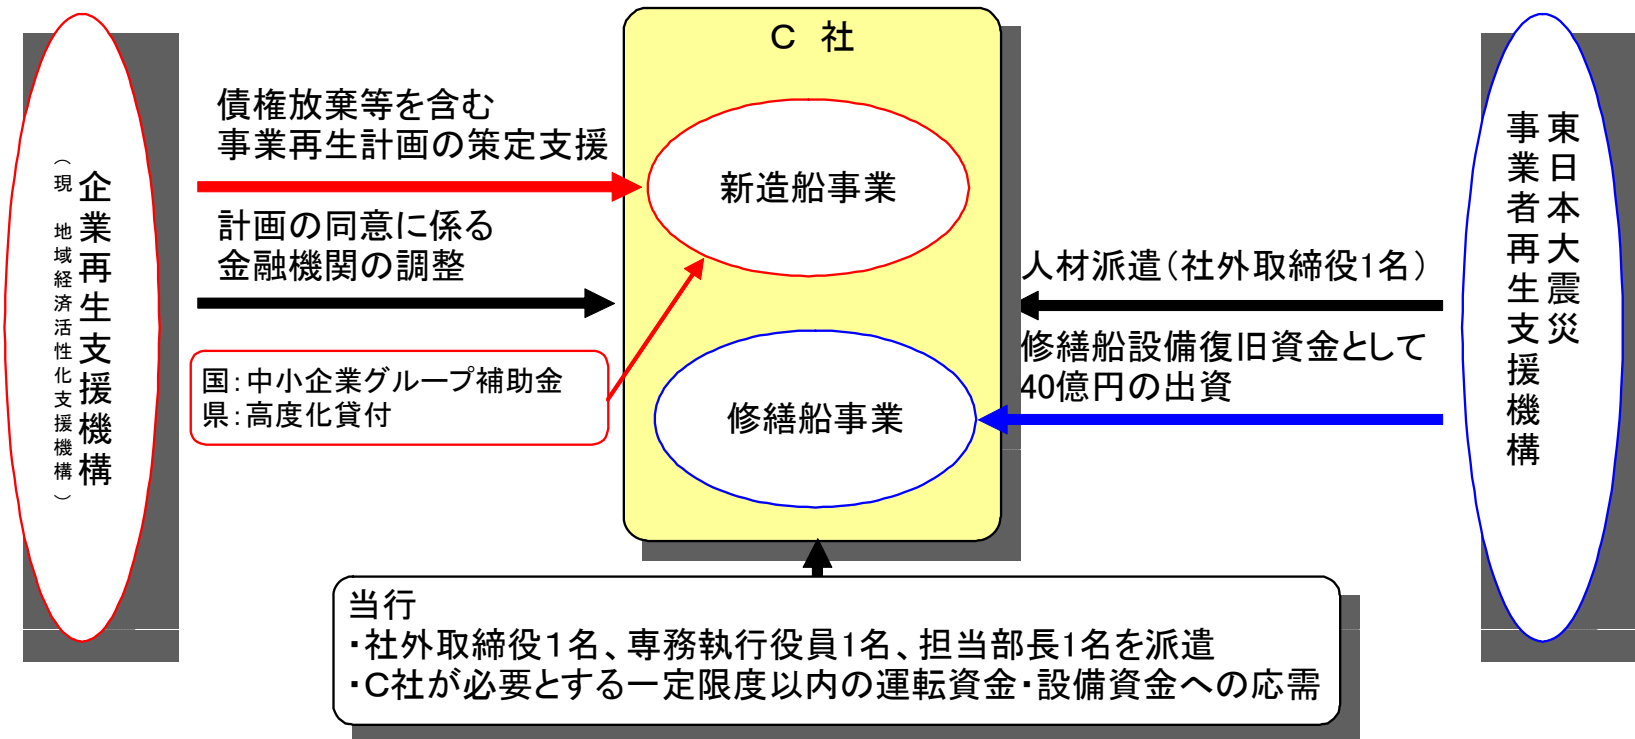 企業再生支援機構
（現　地域経済活性化支援機構）
債権放棄等を含む
事業再生計画の策定支援
計画の同意に係る
金融機関の調整
国：中小企業グループ補助金
県：高度化貸付
C　社
新造船事業
修繕船事業
人材派遣（社外取締役1名）
修繕船設備復旧資金として
40億円の出資
東日本大震災
事業者再生支援機構
当行
・社外取締役１名、専務執行役員1名、担当部長1名を派遣
・C社が必要とする一定限度以内の運転資金・設備資金への応需